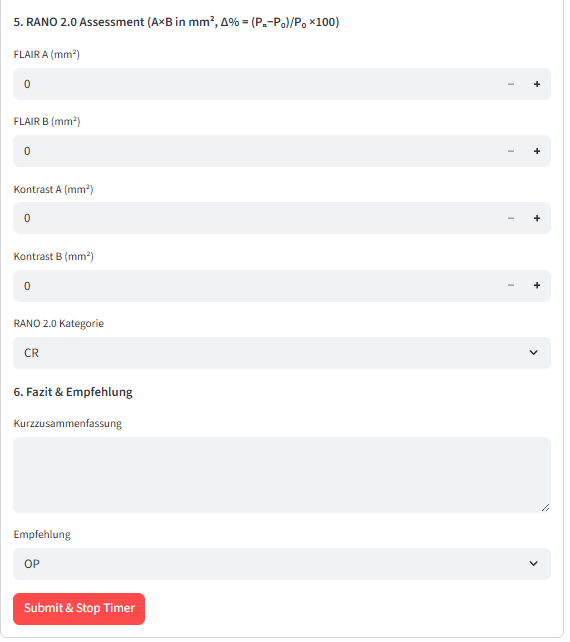 5. RANO 2.0 Assessment (A×B in mm², Δ% = (Pₙ−P₀)/P₀ ×100)
FLAIR A (mm²)
0 − +
FLAIR B (mm²)
0 − +
Kontrast A (mm²)
0 − +
Kontrast B (mm²)
0 − +
RANO 2.0 Kategorie
CR
6. Fazit & Empfehlung
Kurzzusammenfassung
Empfehlung
OP
Submit & Stop Timer